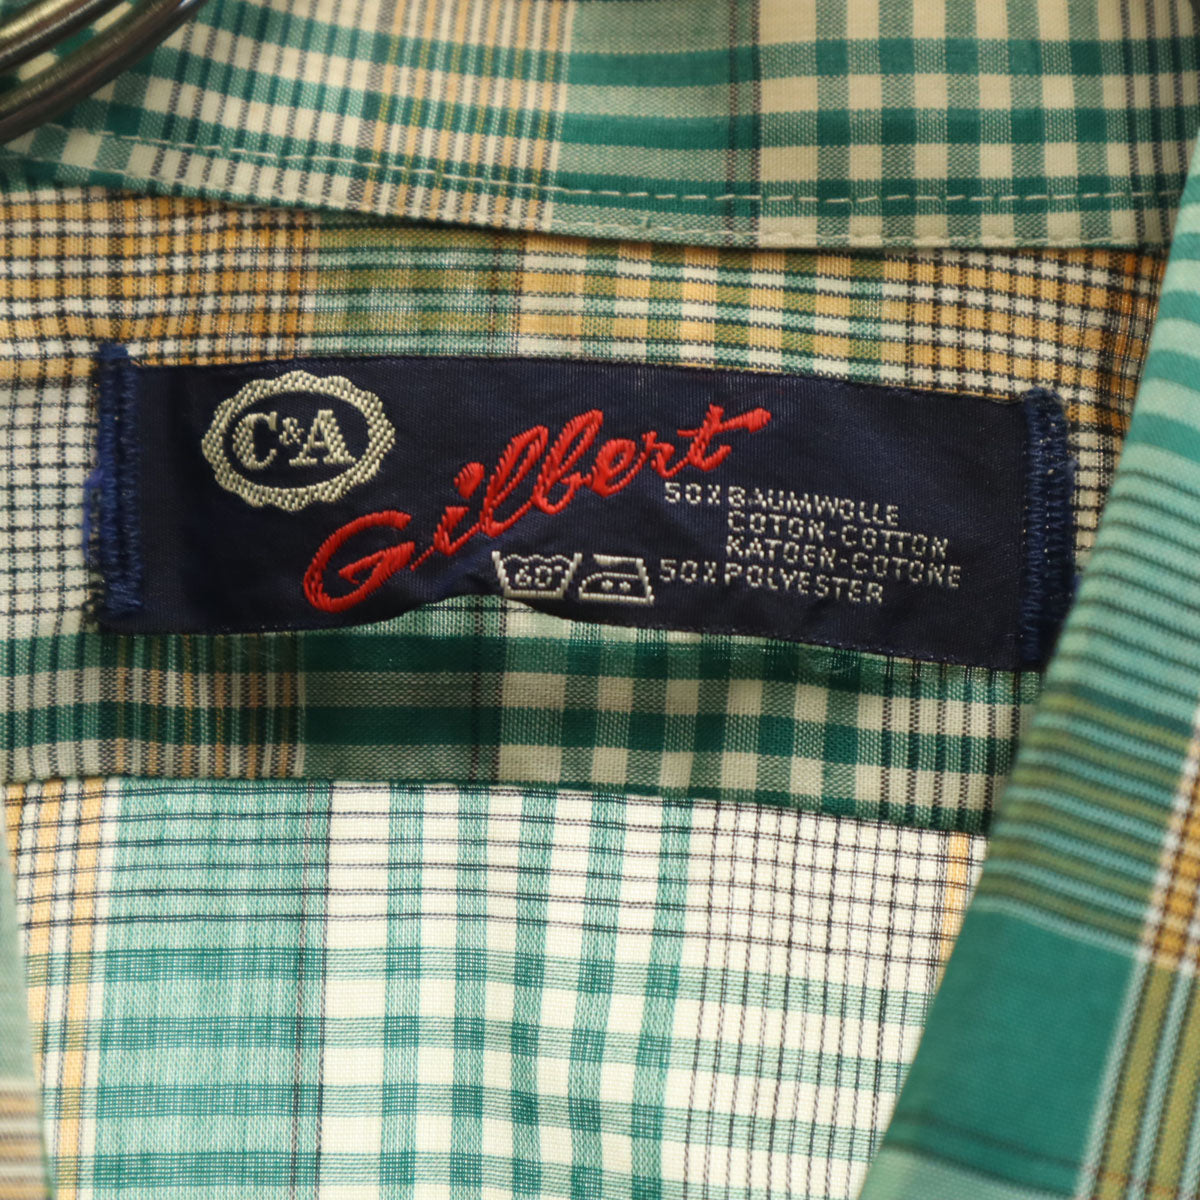 C&A
Gilbert
50% BAUMWOLLE
COTON-COTTON
KATOEN-COTONE
50% POLYESTER
60